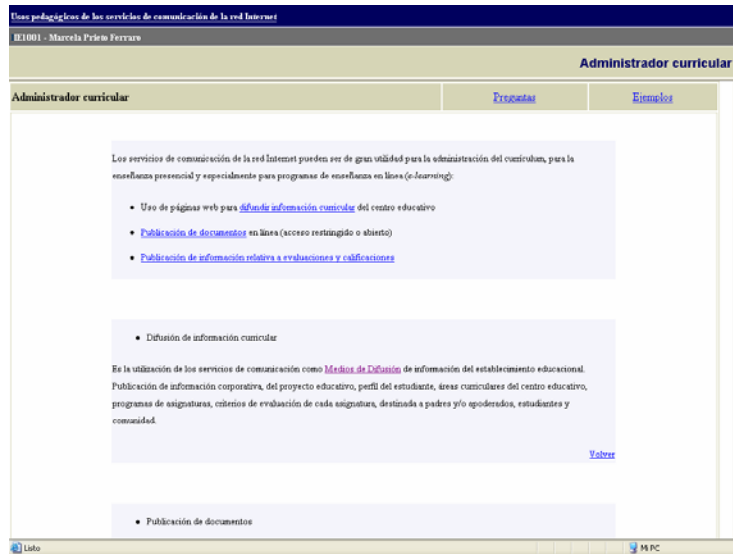 Usos pedagógicos de los servicios de comunicación de la red Internet
IE1001 - Marcela Prieto Ferraro
Administrador curricular
Administrador curricular
Preguntas
Ejemplos
Los servicios de comunicación de la red Internet pueden ser de gran utilidad para la administración del currículum, para la
enseñanza presencial y especialmente para programas de enseñanza en línea (e-learning):
• Uso de páginas web para difundir información curricular del centro educativo
• Publicación de documentos en línea (acceso restringido o abierto)
• Publicación de información relativa a evaluaciones y calificaciones
• Difusión de información curricular
Es la utilización de los servicios de comunicación como Medios de Difusión de información del establecimiento educacional.
Publicación de información corporativa, del proyecto educativo, perfil del estudiante, áreas curriculares del centro educativo,
programas de asignaturas, criterios de evaluación de cada asignatura, destinada a padres y/o apoderados, estudiantes y
comunidad.
Volver
• Publicación de documentos
Listo
Mi PC